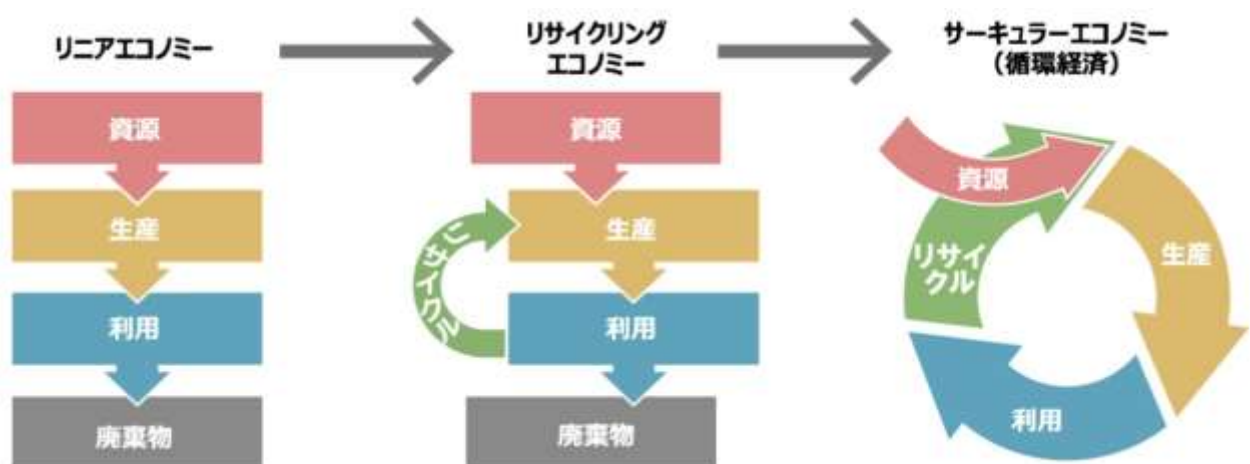 リニアエコノミー
資源
生産
利用
廃棄物
リサイクリング
エコノミー
資源
生産
リサイクル
利用
廃棄物
サーキュラーエコノミー
（循環経済）
資源
生産
リサイ
クル
利用